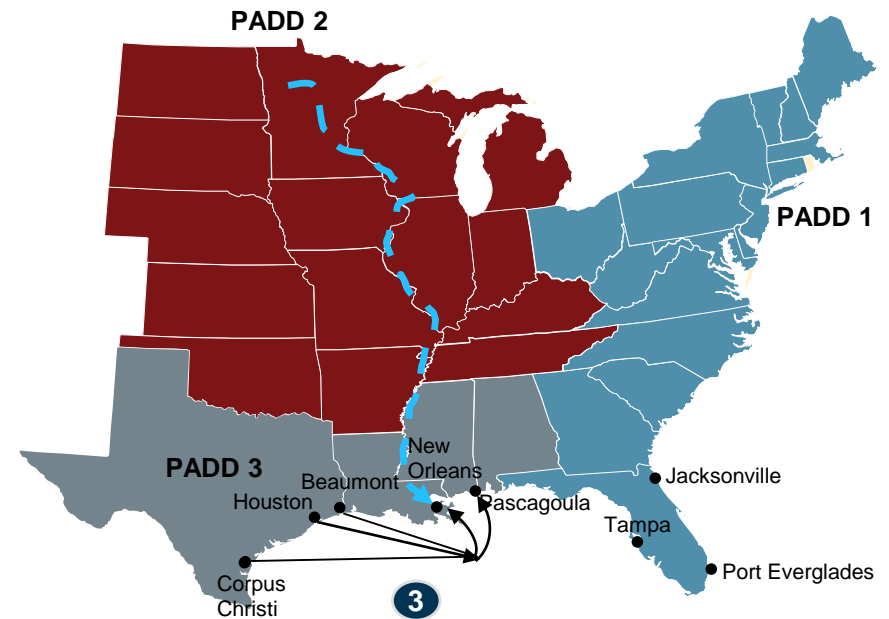 PADD 2
PADD 1
New
Orleans
PADD 3
Beaumont
Houston
Pascagoula
Jacksonville
Tampa
Port Everglades
Corpus
Christi
3